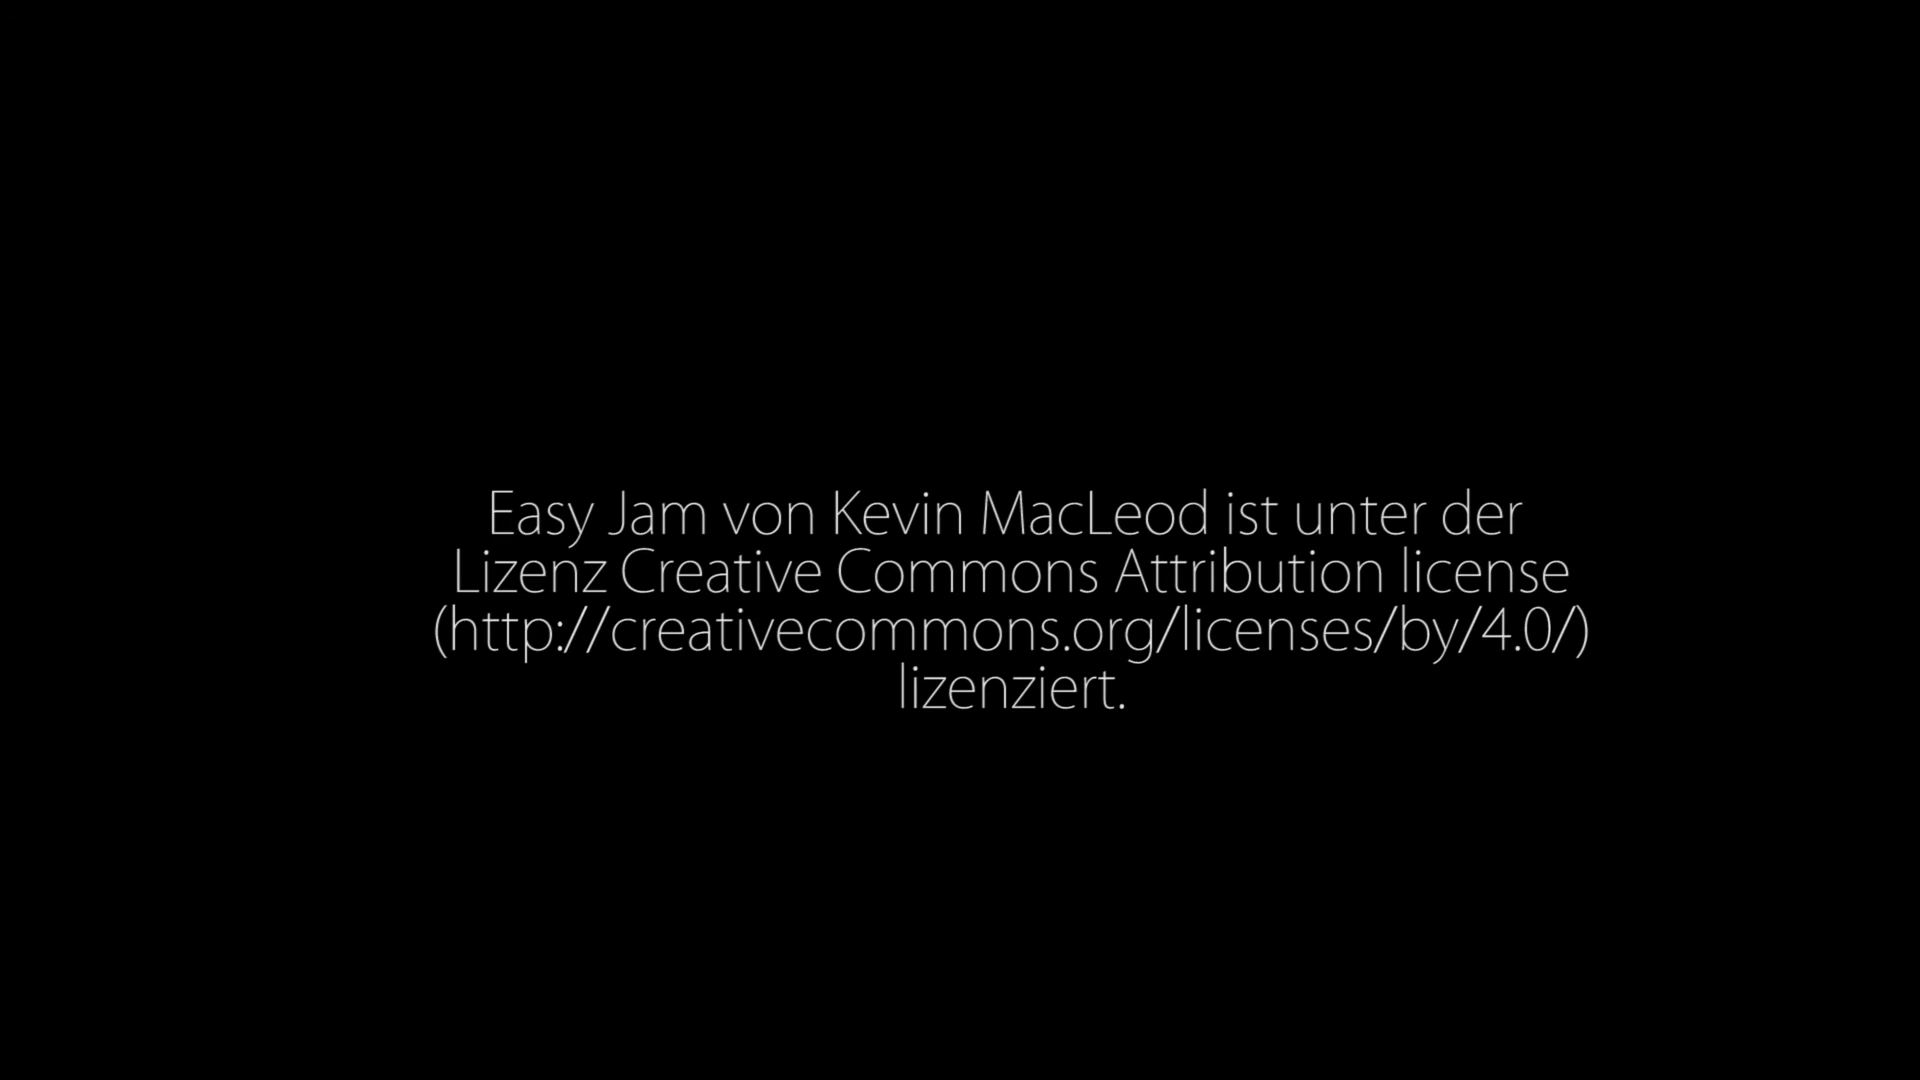 Easy Jam von Kevin MacLeod ist unter der
Lizenz Creative Commons Attribution license
(http://creativecommons.org/licenses/by/4.0/)
lizenziert.